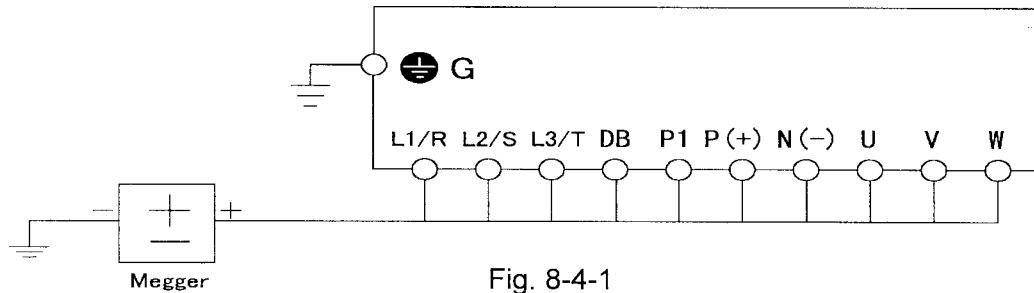 G
L1/R L2/S L3/T DB P1 P(+) N(-) U V W
- + - +
Megger
Fig. 8-4-1